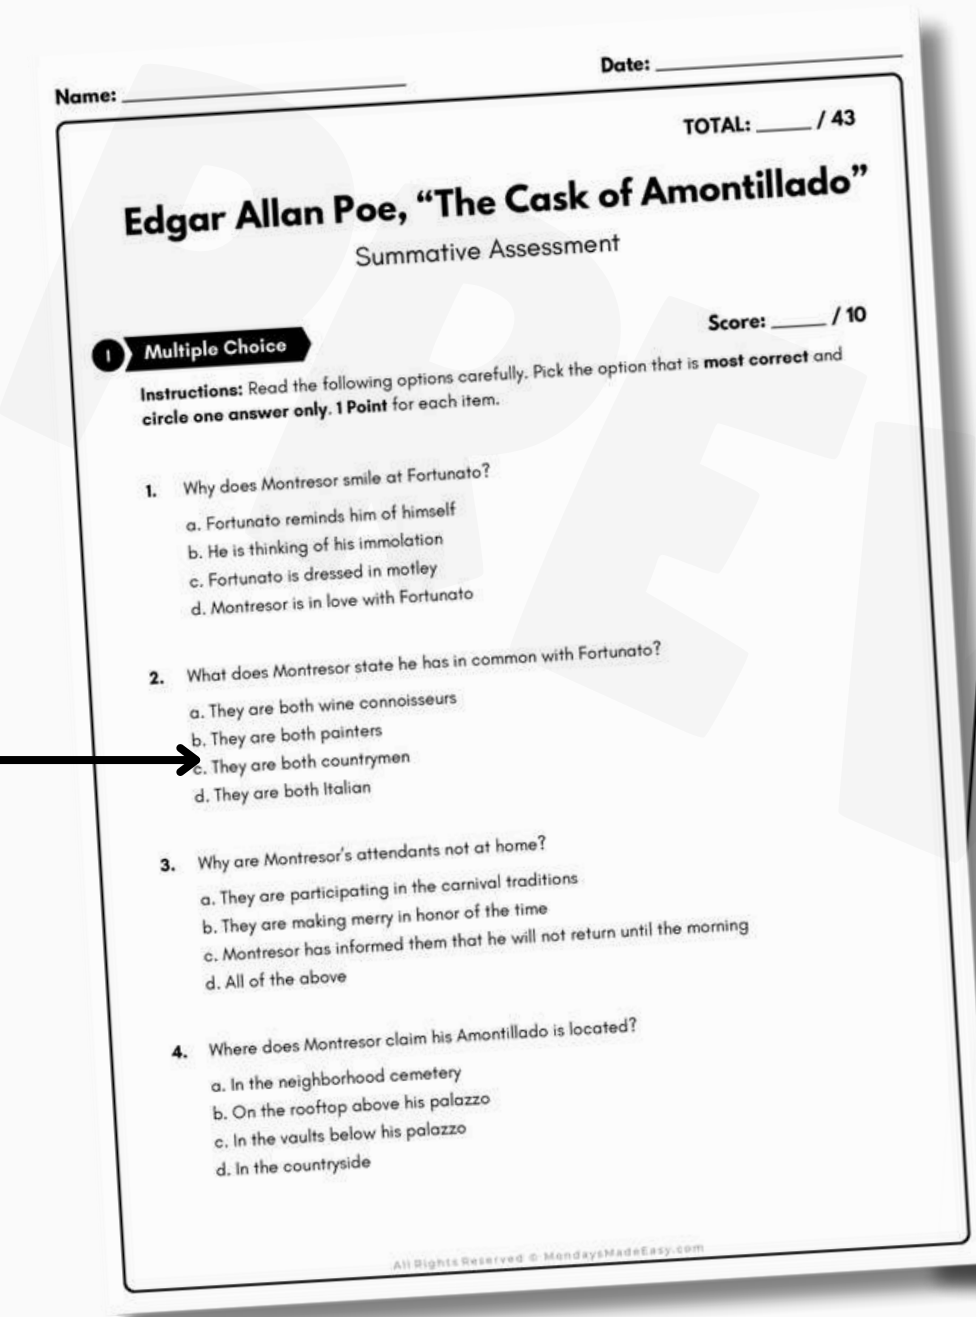 Name: ________ Date: ________
TOTAL: _____ / 43
Edgar Allan Poe, “The Cask of Amontillado”
Summative Assessment
Score: _____ / 10
I Multiple Choice
Instructions: Read the following options carefully. Pick the option that is most correct and
circle one answer only. 1 Point for each item.
1. Why does Montresor smile at Fortunato?
a. Fortunato reminds him of himself
b. He is thinking of his immolation
c. Fortunato is dressed in motley
d. Montresor is in love with Fortunato
2. What does Montresor state he has in common with Fortunato?
a. They are both wine connoisseurs
b. They are both painters
c. They are both countrymen
d. They are both Italian
3. Why are Montresor's attendants not at home?
a. They are participating in the carnival traditions
b. They are making merry in honor of the time
c. Montresor has informed them that he will not return until the morning
d. All of the above
4. Where does Montresor claim his Amontillado is located?
a. In the neighborhood cemetery
b. On the rooftop above his palazzo
c. In the vaults below his palazzo
d. In the countryside
All Rights Reserved © MondaysMadeEasy.com